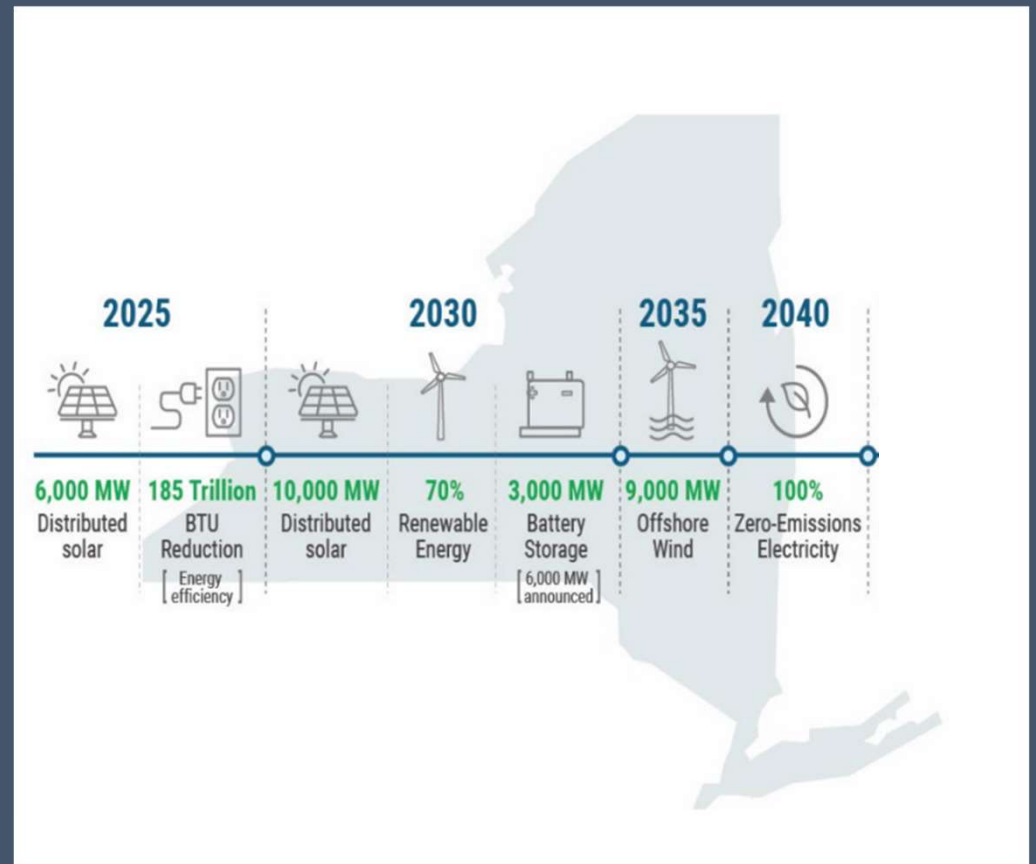 2025
2030
2035
2040
6,000 MW
Distributed
solar
185 Trillion
BTU
Reduction
[Energy
efficiency]
10,000 MW
Distributed
solar
70%
Renewable
Energy
3,000 MW
Battery
Storage
[6,000 MW
announced]
9,000 MW
Offshore
Wind
100%
Zero-Emissions
Electricity